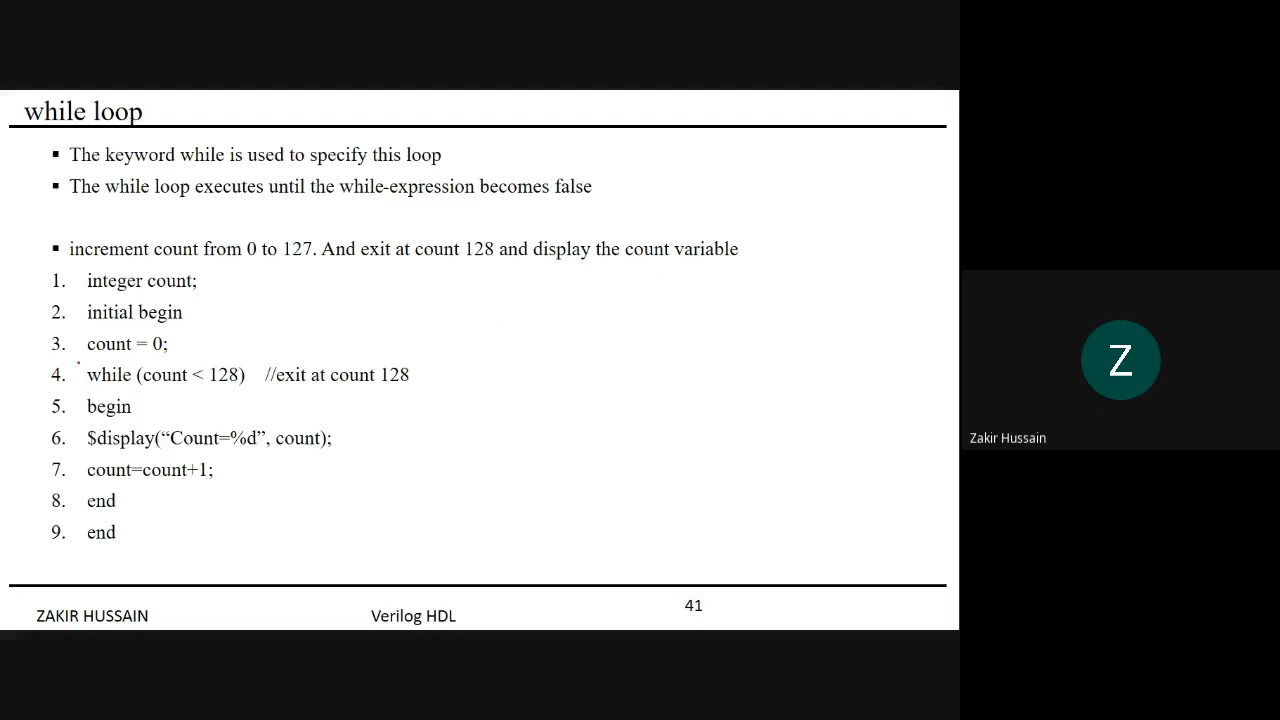 while loop
▪ The keyword while is used to specify this loop
▪ The while loop executes until the while-expression becomes false
▪ increment count from 0 to 127. And exit at count 128 and display the count variable
1. integer count;
2. initial begin
3. count = 0;
4. while (count < 128) //exit at count 128
5. begin
6. $display(“Count=%d”, count);
7. count=count+1;
8. end
9. end
ZAKIR HUSSAIN Verilog HDL 41
Z
Zakir Hussain